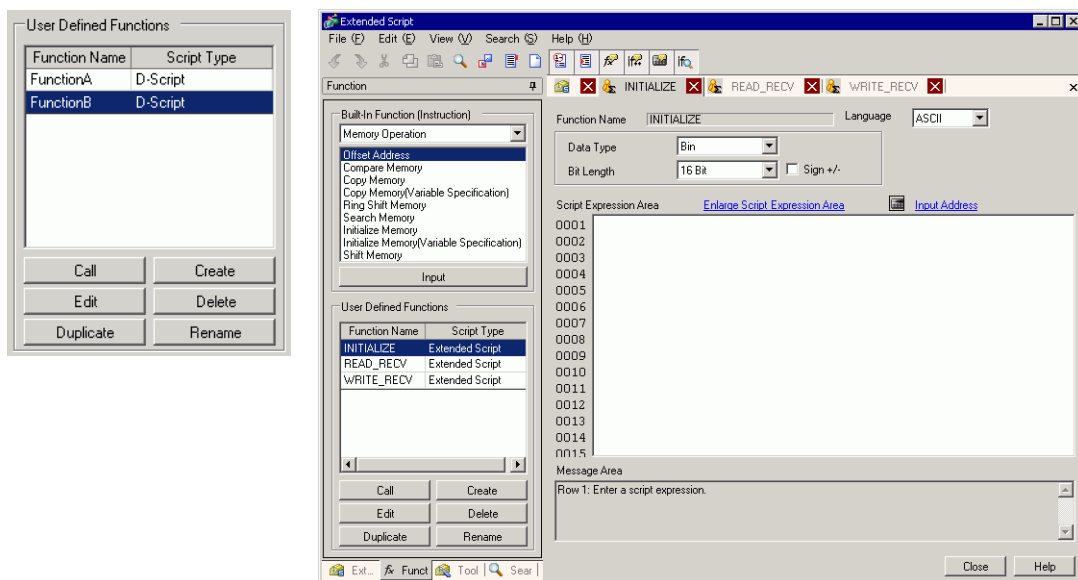 User Defined Functions
Function Name Script Type
FunctionA D-Script
FunctionB D-Script
Call Create
Edit Delete
Duplicate Rename
Extended Script
File (F) Edit (E) View (V) Search (S) Help (H)
Function
INITIALIZE READ_RECV WRITE_RECV
Built-In Function (Instruction)
Memory Operation
Offset Address
Compare Memory
Copy Memory
Copy Memory(Variable Specification)
Ring Shift Memory
Search Memory
Initialize Memory
Initialize Memory(Variable Specification)
Shift Memory
Input
User Defined Functions
Function Name Script Type
INITIALIZE Extended Script
READ_RECV Extended Script
WRITE_RECV Extended Script
Call Create
Edit Delete
Duplicate Rename
Ext... fx Funct Tool Sear
Function Name INITIALIZE Language ASCII
Data Type Bin
Bit Length 16 Bit Sign +/-
Script Expression Area Enlarge Script Expression Area Input Address
0001
0002
0003
0004
0005
0006
0007
0008
0009
0010
0011
0012
0013
0014
0015
Message Area
Row 1: Enter a script expression.
Close Help